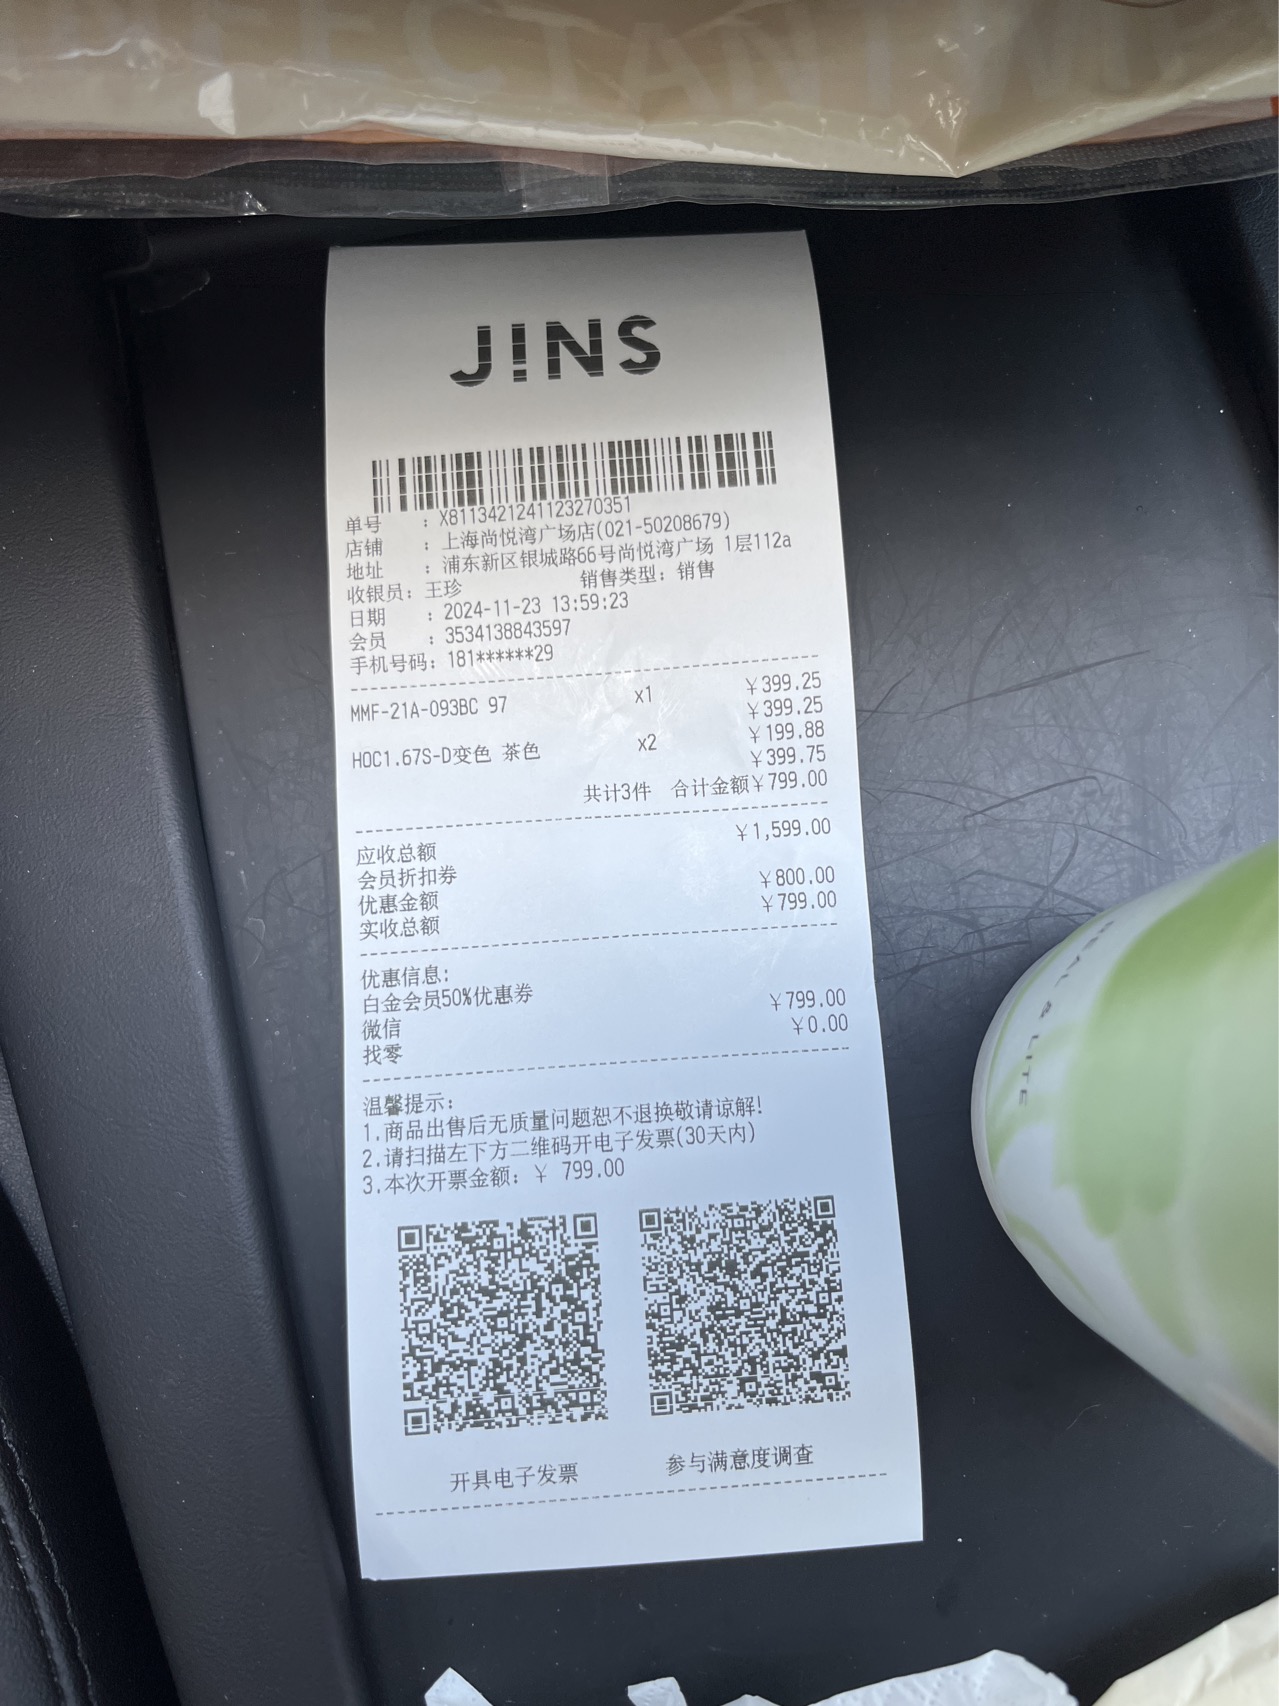 JINS
单号 : X8113421241123270351
店铺 : 上海尚悦湾广场店(021-50208679)
地址 : 浦东新区银城路66号尚悦湾广场 1层112a
收银员: 王珍 销售类型: 销售
日期 : 2024-11-23 13:59:23
会员 : 3534138843597
手机号码: 181******29
¥399.25
MMF-21A-093BC 97 x1 ¥399.25
¥199.88
HOC1.67S-D变色 茶色 x2 ¥399.75
共计3件 合计金额¥799.00
应收总额 ¥1,599.00
会员折扣券
优惠金额 ¥800.00
实收总额 ¥799.00
优惠信息:
白金会员50%优惠券
微信 ¥799.00
找零 ¥0.00
温馨提示:
1.商品出售后无质量问题恕不退换敬请谅解!
2.请扫描左下方二维码开电子发票(30天内)
3.本次开票金额: ¥ 799.00
开具电子发票 参与满意度调查
LITE